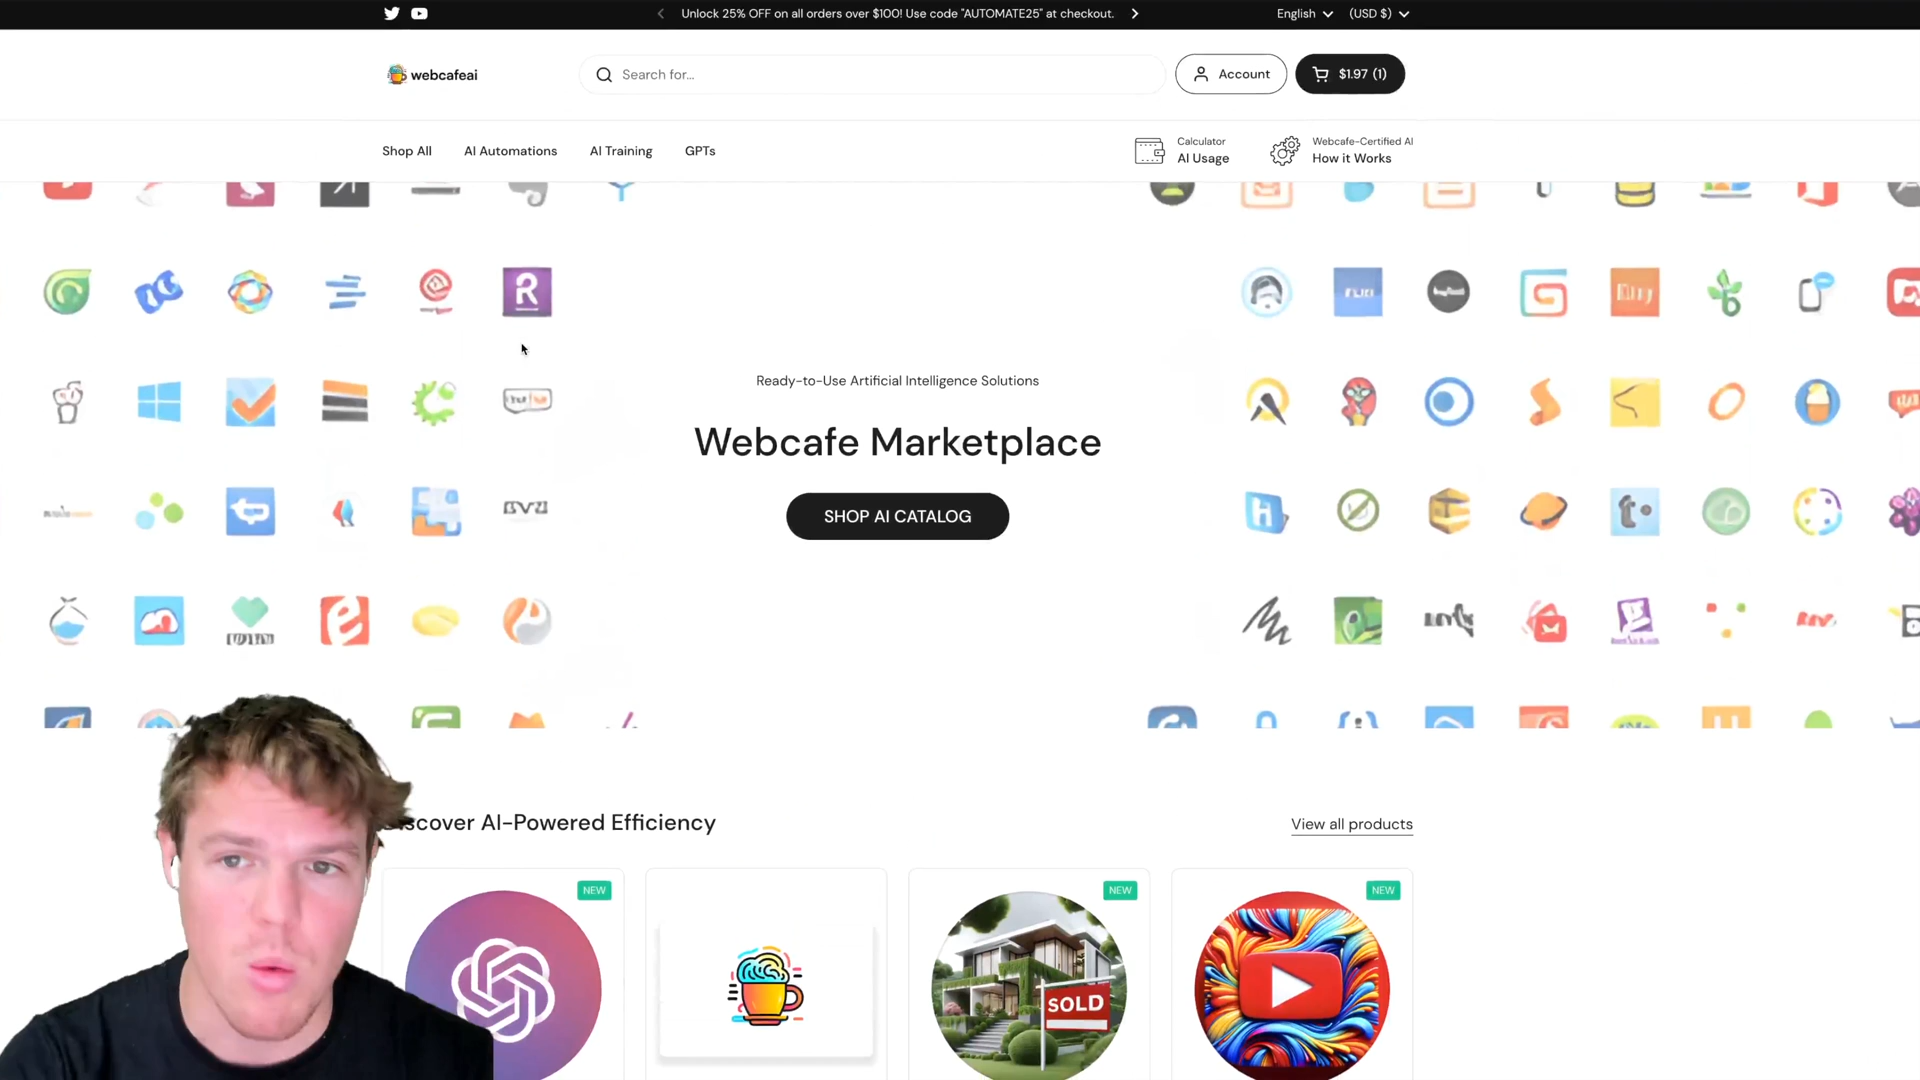 Unlock 25% OFF on all orders over $100! Use code "AUTOMATE25" at checkout.
English
(USD $)
webcafeai
Search for...
Account
$1.97 (1)
Shop All
AI Automations
AI Training
GPTs
Calculator
AI Usage
Webcafe-Certified AI
How it Works
R
Ready-to-Use Artificial Intelligence Solutions
Webcafe Marketplace
SHOP AI CATALOG
scover AI-Powered Efficiency
View all products
NEW
NEW
NEW
SOLD